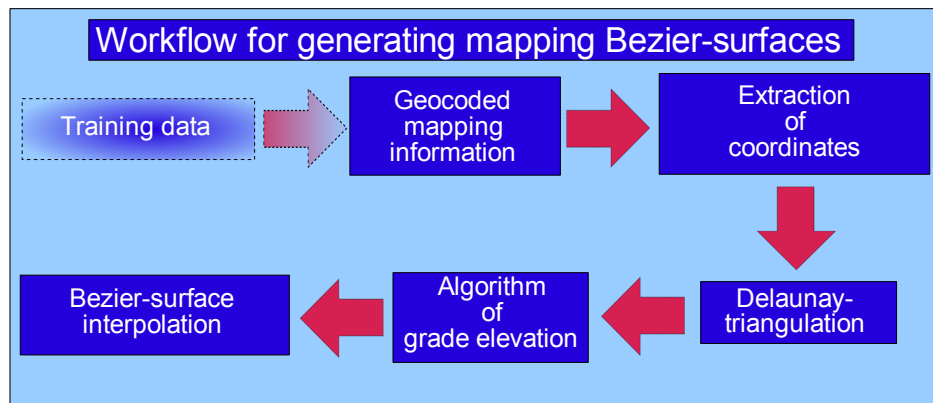 Workflow for generating mapping Bezier-surfaces
Training data
Geocoded
mapping
information
Extraction
of
coordinates
Delaunay-
triangulation
Algorithm
of
grade elevation
Bezier-surface
interpolation